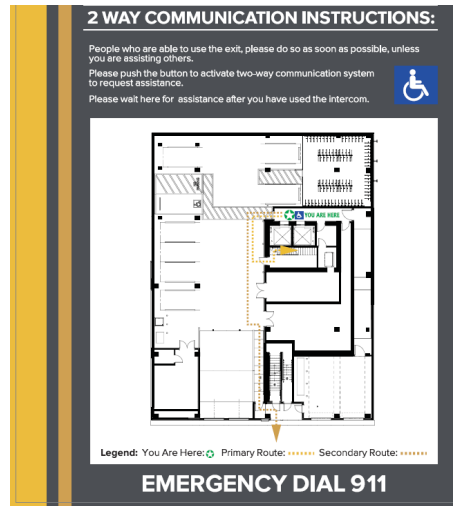 2 WAY COMMUNICATION INSTRUCTIONS:
People who are able to use the exit, please do so as soon as possible, unless
you are assisting others.
Please push the button to activate two-way communication system
to request assistance.
Please wait here for assistance after you have used the intercom.
YOU ARE HERE
Legend: You Are Here: Primary Route: Secondary Route:
EMERGENCY DIAL 911